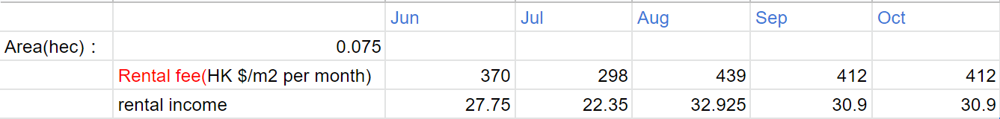 Jun Jul Aug Sep Oct
Area(hec)： 0.075
Rental fee(HK $/m2 per month) 370 298 439 412 412
rental income 27.75 22.35 32.925 30.9 30.9